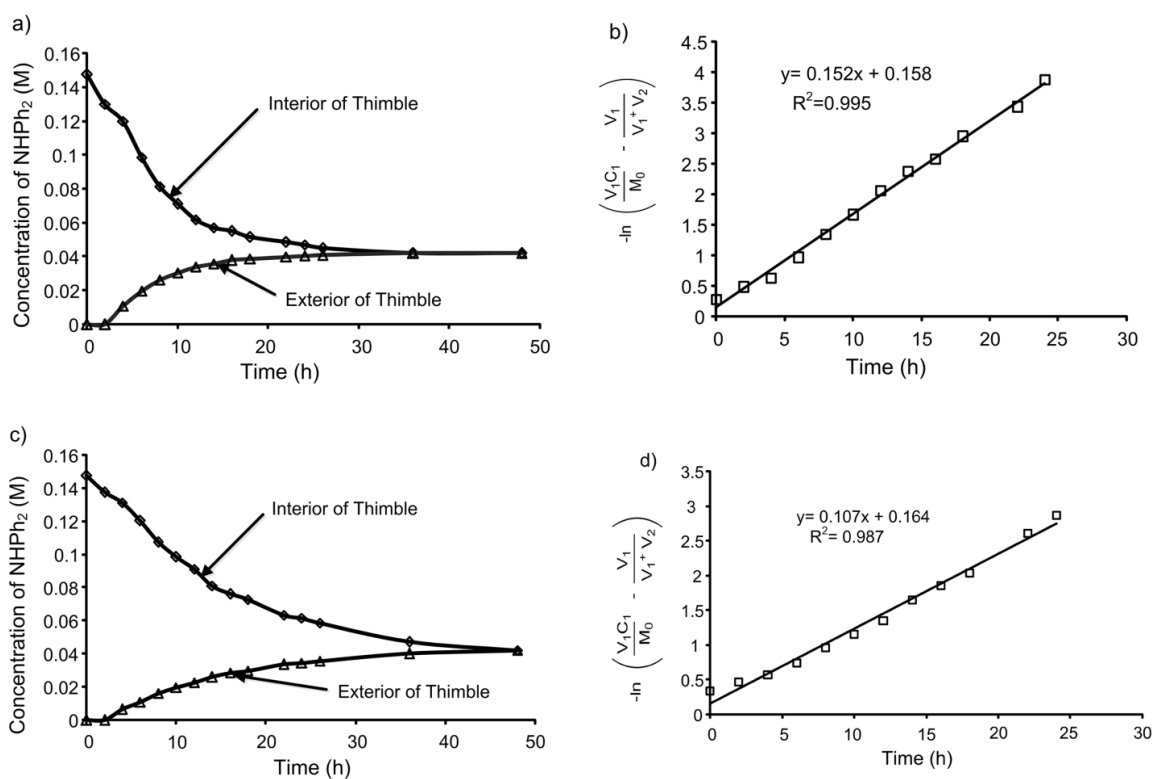 a)
Concentration of NHPh₂ (M)
0.16
0.14
0.12
0.1
0.08
0.06
0.04
0.02
0
Interior of Thimble
Exterior of Thimble
0 10 20 30 40 50
Time (h)
b)
-ln ( V₁C₁ / M₀ - V₁ / V₁ + V₂ )
4.5
4
3.5
3
2.5
2
1.5
1
0.5
0
y= 0.152x + 0.158
R²=0.995
0 5 10 15 20 25 30
Time (h)
c)
Concentration of NHPh₂ (M)
0.16
0.14
0.12
0.1
0.08
0.06
0.04
0.02
0
Interior of Thimble
Exterior of Thimble
0 10 20 30 40 50
Time (h)
d)
-ln ( V₁C₁ / M₀ - V₁ / V₁ + V₂ )
3.5
3
2.5
2
1.5
1
0.5
0
y= 0.107x + 0.164
R²= 0.987
0 5 10 15 20 25 30
Time (h)